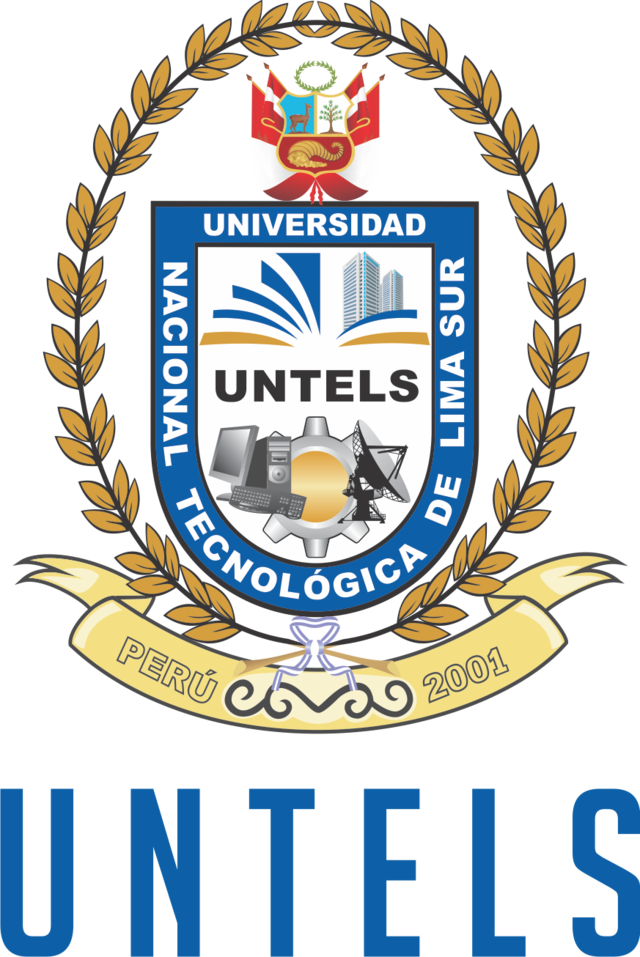 UNIVERSIDAD
NACIONAL TECNOLÓGICA DE LIMA SUR
UNTELS
PERÚ 2001
UNTELS